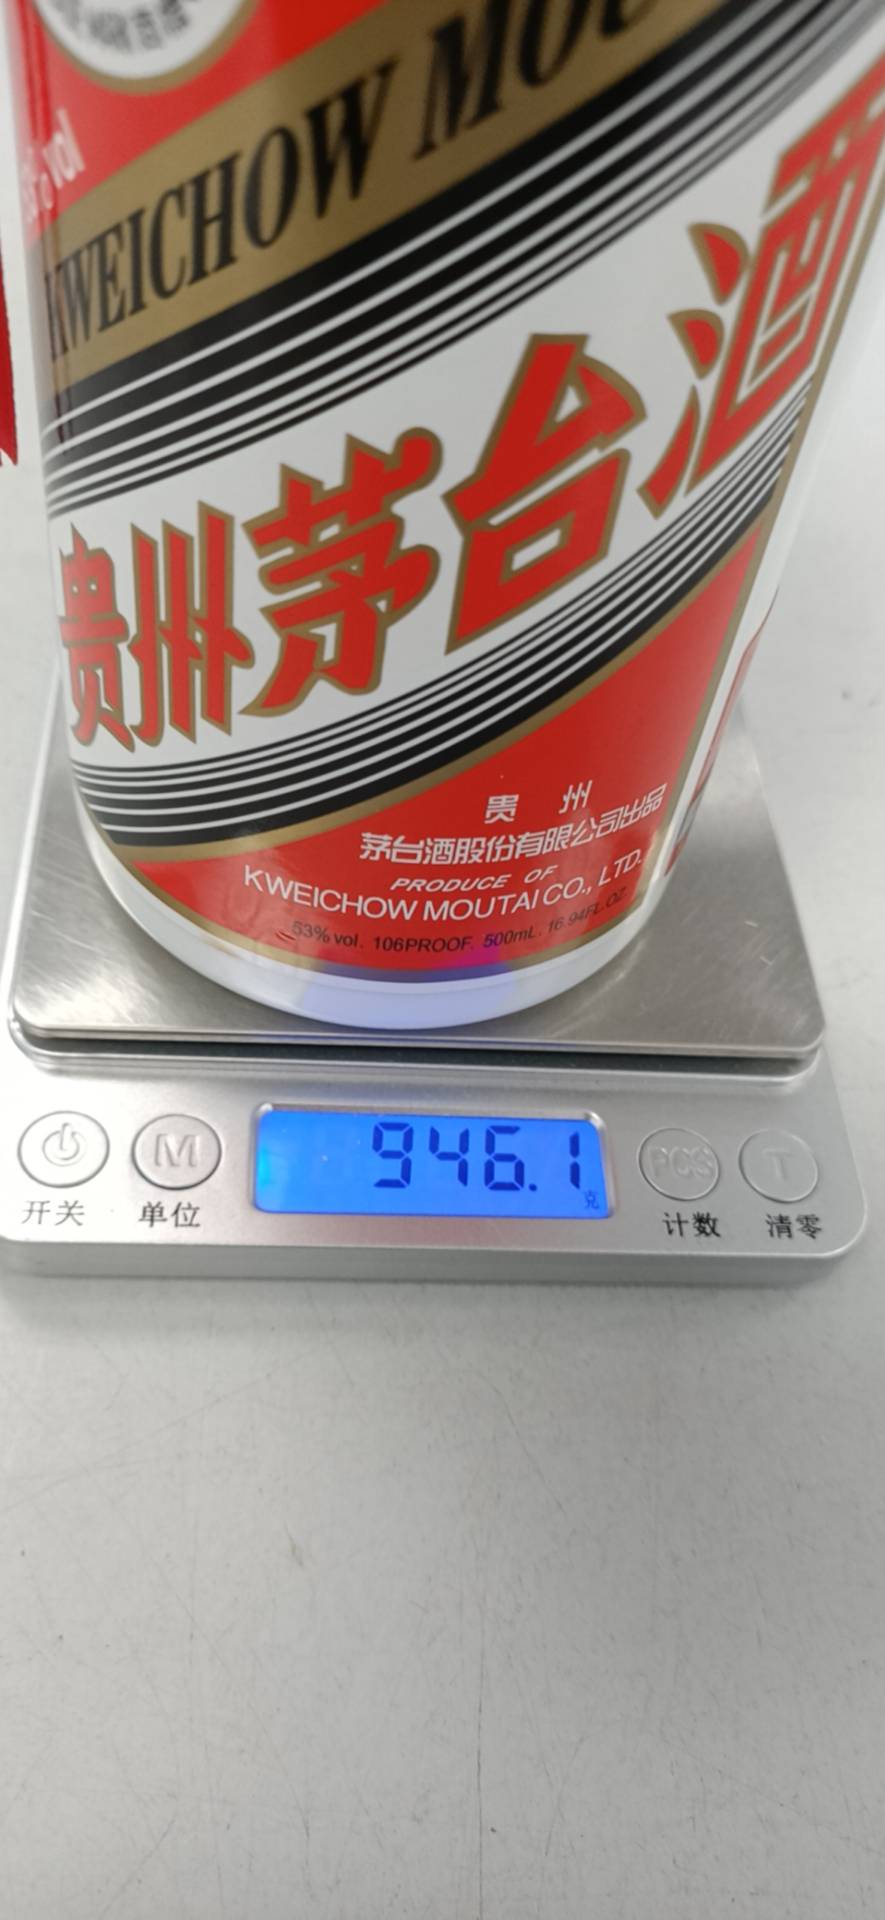 KWEICHOW MOU
贵州茅台酒
贵 州
茅台酒股份有限公司出品
PRODUCE OF
KWEICHOW MOUTAI CO., LTD.
53% vol. 106PROOF. 500mL. 16.94FL.OZ.
946.1
克
M
PCS
T
开关
单位
计数
清零